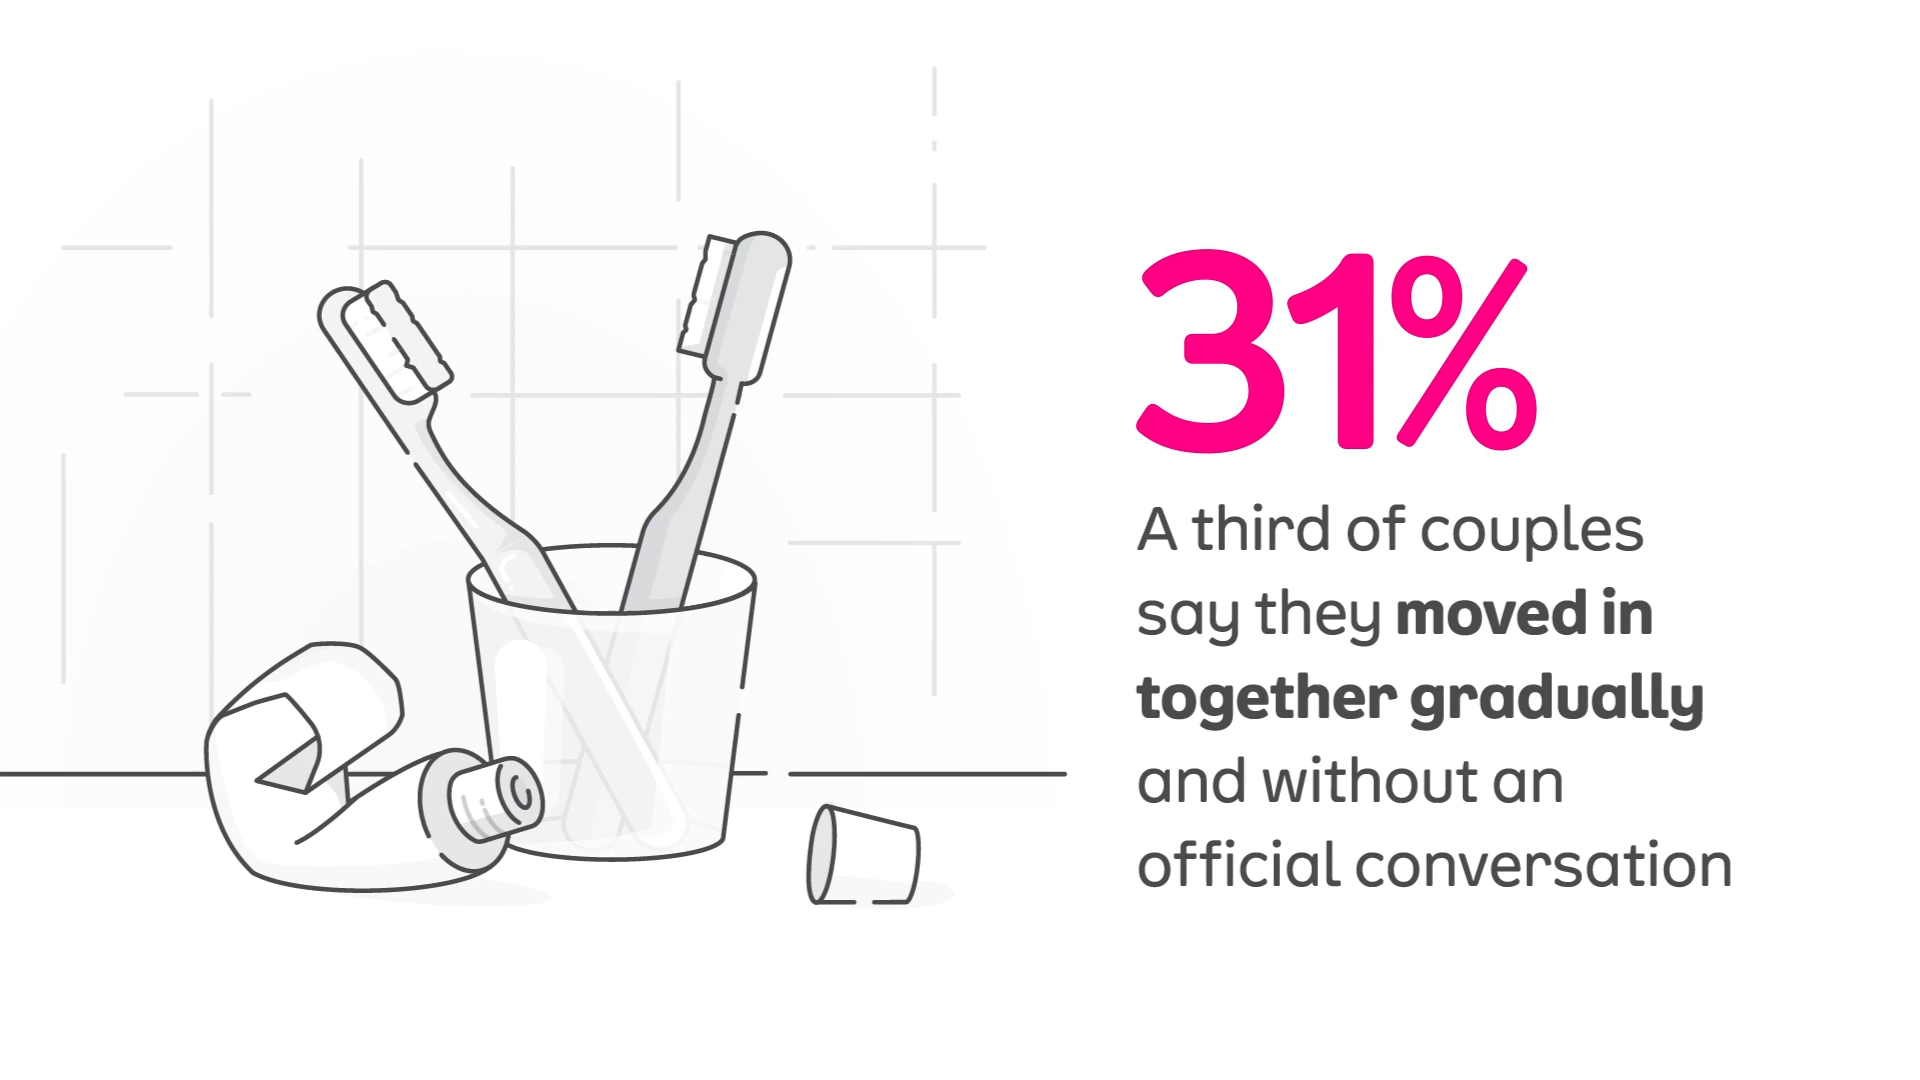 31%
A third of couples
say they moved in
together gradually
and without an
official conversation